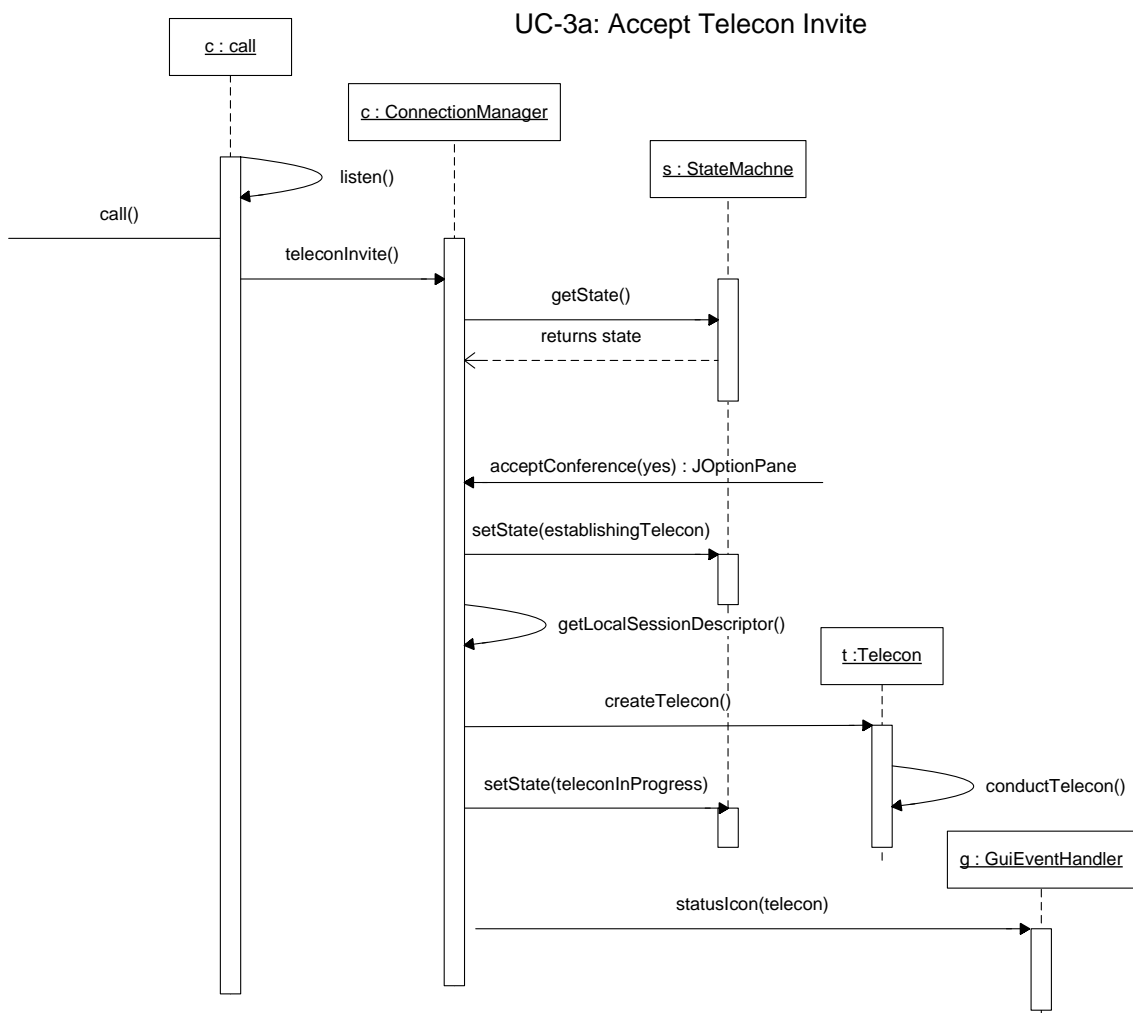 UC-3a: Accept Telecon Invite
c : call
c : ConnectionManager
s : StateMachne
listen()
call()
teleconInvite()
getState()
returns state
acceptConference(yes) : JOptionPane
setState(establishingTelecon)
getLocalSessionDescriptor()
t :Telecon
createTelecon()
setState(teleconInProgress)
conductTelecon()
g : GuiEventHandler
statusIcon(telecon)